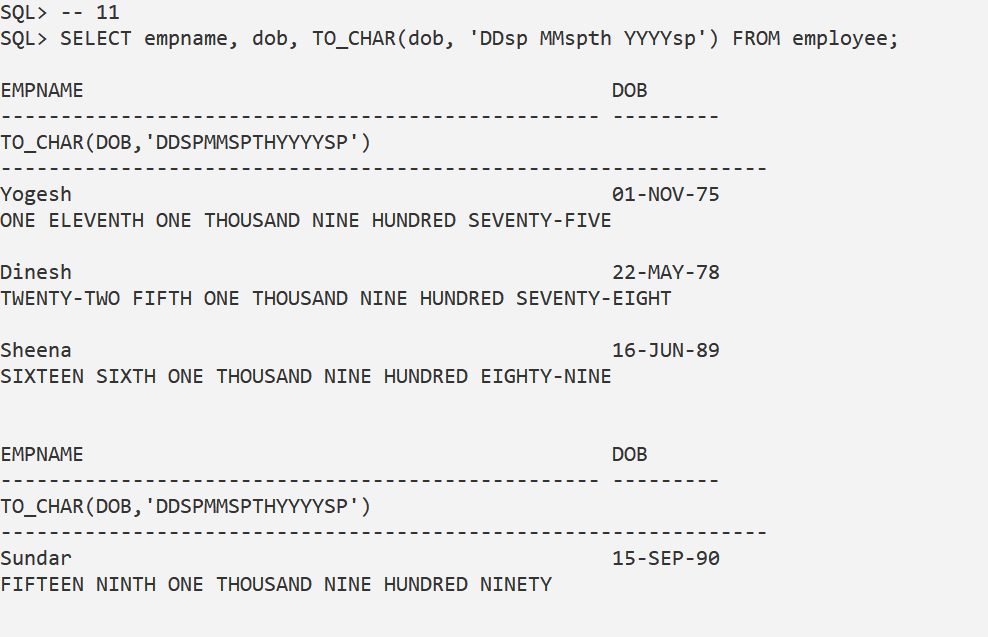 SQL> -- 11
SQL> SELECT empname, dob, TO_CHAR(dob, 'DDsp MMspth YYYYsp') FROM employee;
EMPNAME                                            DOB
-------------------------------------------------- ---------
TO_CHAR(DOB,'DDSPMMSPTHYYYYSP')
----------------------------------------------------------------
Yogesh                                             01-NOV-75
ONE ELEVENTH ONE THOUSAND NINE HUNDRED SEVENTY-FIVE
Dinesh                                             22-MAY-78
TWENTY-TWO FIFTH ONE THOUSAND NINE HUNDRED SEVENTY-EIGHT
Sheena                                             16-JUN-89
SIXTEEN SIXTH ONE THOUSAND NINE HUNDRED EIGHTY-NINE
EMPNAME                                            DOB
-------------------------------------------------- ---------
TO_CHAR(DOB,'DDSPMMSPTHYYYYSP')
----------------------------------------------------------------
Sundar                                             15-SEP-90
FIFTEEN NINTH ONE THOUSAND NINE HUNDRED NINETY